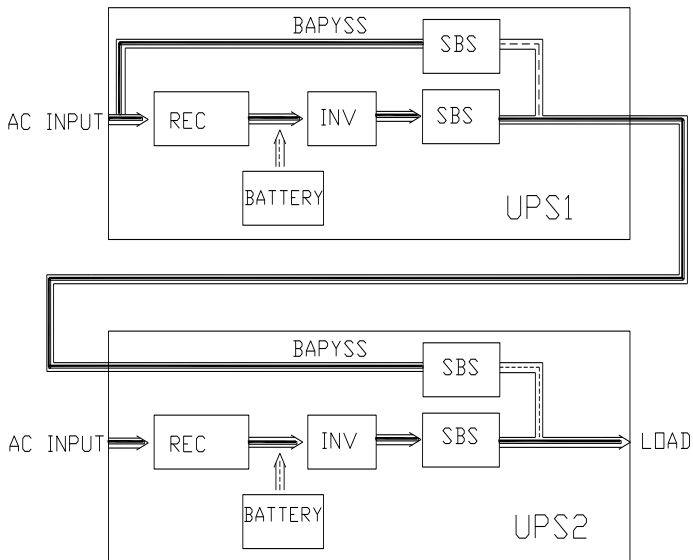 BAPYSS
SBS
AC INPUT
REC
INV
SBS
BATTERY
UPS1
BAPYSS
SBS
AC INPUT
REC
INV
SBS
LOAD
BATTERY
UPS2